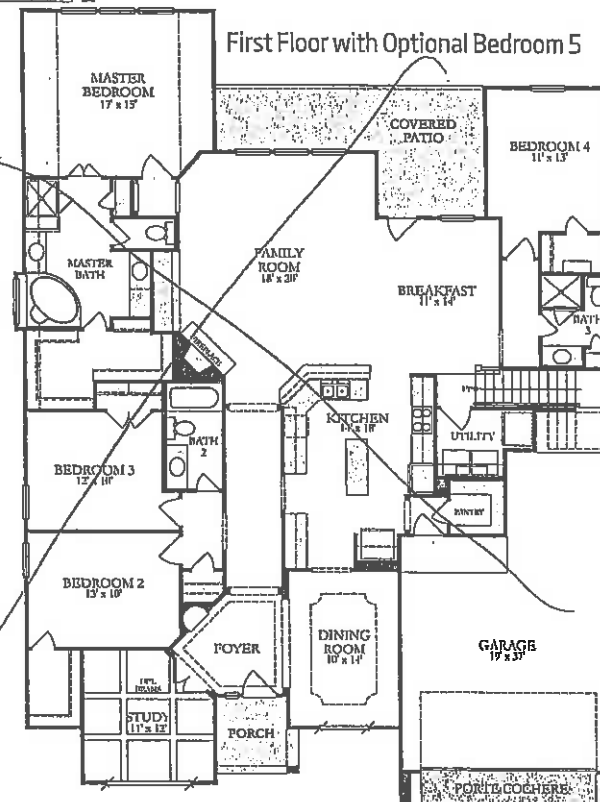 First Floor with Optional Bedroom 5
MASTER
BEDROOM
17' x 15'
COVERED
PATIO
BEDROOM 4
11' x 13'
FAMILY
ROOM
18' x 20'
MASTER
BATH
BREAKFAST
11' x 14'
BATH
3
FIREPLACE
KITCHEN
UTILITY
BATH
2
BEDROOM 3
PANTRY
BEDROOM 2
13' x 10'
FOYER
DINING
ROOM
10' x 14'
GARAGE
19' x 37'
STUDY
11' x 12'
PORCH
PORTE COCHERE